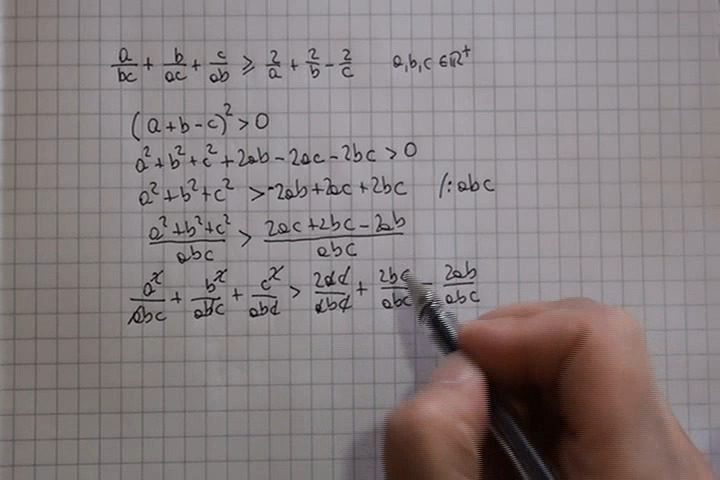 a/bc + b/ac + c/ab ⩾ 2/a + 2/b - 2/c a,b,c ∈ ℝ⁺
(a+b-c)² > 0
a² + b² + c² + 2ab - 2ac - 2bc > 0
a² + b² + c² > -2ab + 2ac + 2bc /: abc
(a² + b² + c²)/abc > (2ac + 2bc - 2ab)/abc
a²/abc + b²/abc + c²/abc > 2ac/abc + 2bc/abc - 2ab/abc